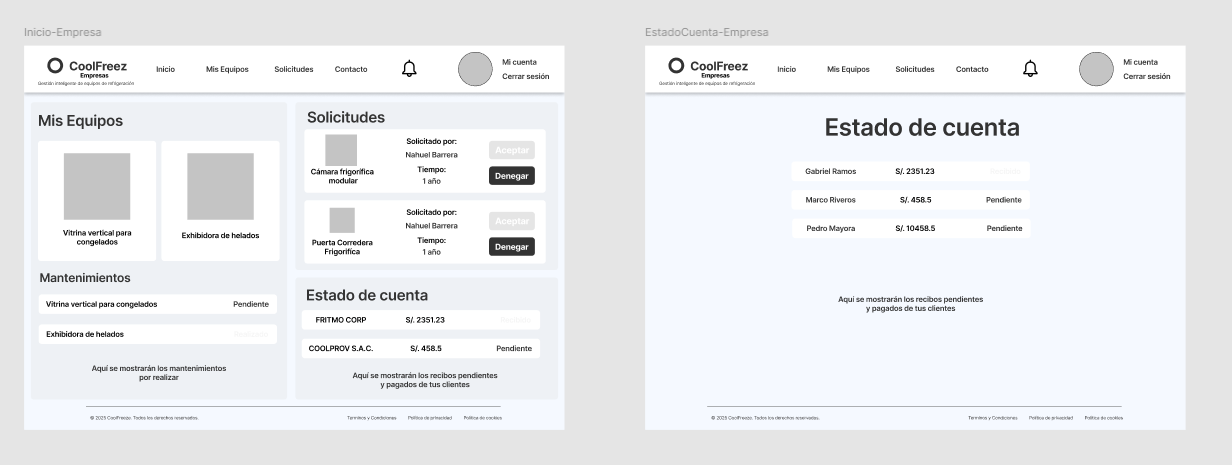 Inicio-Empresa
CoolFreez
Empresas
Gestión inteligente de equipos de refrigeración
Inicio
Mis Equipos
Solicitudes
Contacto
Mi cuenta
Cerrar sesión
Mis Equipos
Vitrina vertical para
congelados
Exhibidora de helados
Mantenimientos
Vitrina vertical para congelados
Pendiente
Exhibidora de helados
Aquí se mostrarán los mantenimientos
por realizar
Solicitudes
Cámara frigorífica
modular
Solicitado por:
Nahuel Barrera
Tiempo:
1 año
Aceptar
Denegar
Puerta Corredera
Frigorífica
Solicitado por:
Nahuel Barrera
Tiempo:
1 año
Aceptar
Denegar
Estado de cuenta
FRITMO CORP
S/. 2351.23
COOLPROV S.A.C.
S/. 458.5
Pendiente
Aquí se mostrarán los recibos pendientes
y pagados de tus clientes
© 2025 CoolFreeze. Todos los derechos reservados.
Terminos y Condiciones
Política de privacidad
Política de cookies
EstadoCuenta-Empresa
CoolFreez
Empresas
Gestión inteligente de equipos de refrigeración
Inicio
Mis Equipos
Solicitudes
Contacto
Mi cuenta
Cerrar sesión
Estado de cuenta
Gabriel Ramos
S/. 2351.23
Marco Riveros
S/. 458.5
Pendiente
Pedro Mayora
S/. 10458.5
Pendiente
Aquí se mostrarán los recibos pendientes
y pagados de tus clientes
© 2025 CoolFreeze. Todos los derechos reservados.
Terminos y Condiciones
Política de privacidad
Política de cookies